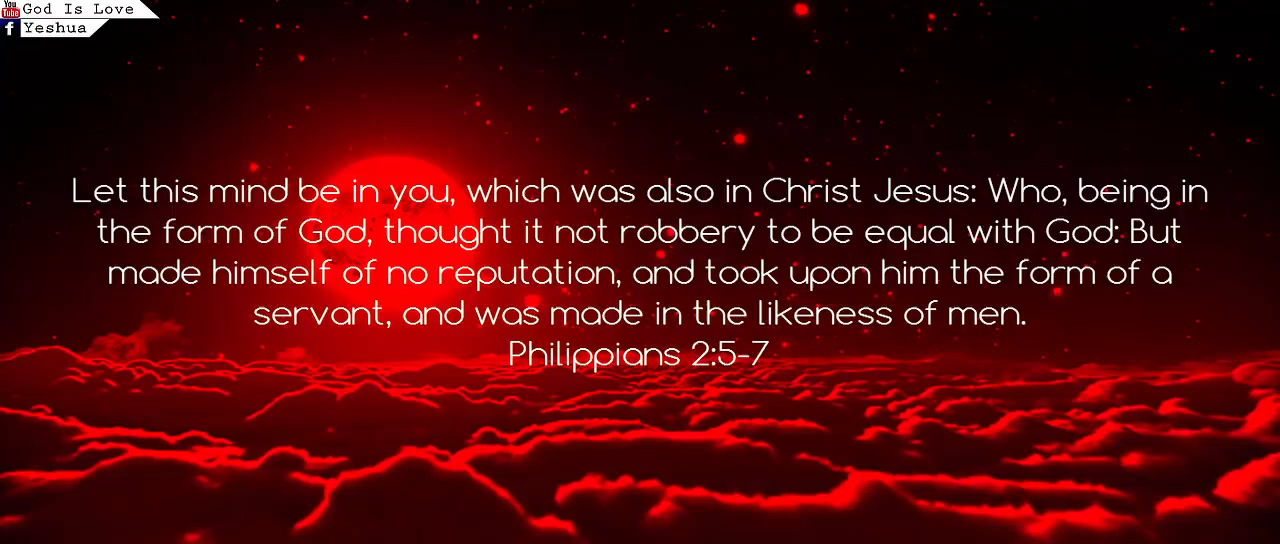 You
Tube
God Is Love
f Yeshua
Let this mind be in you, which was also in Christ Jesus: Who, being in
the form of God, thought it not robbery to be equal with God: But
made himself of no reputation, and took upon him the form of a
servant, and was made in the likeness of men.
Philippians 2:5-7